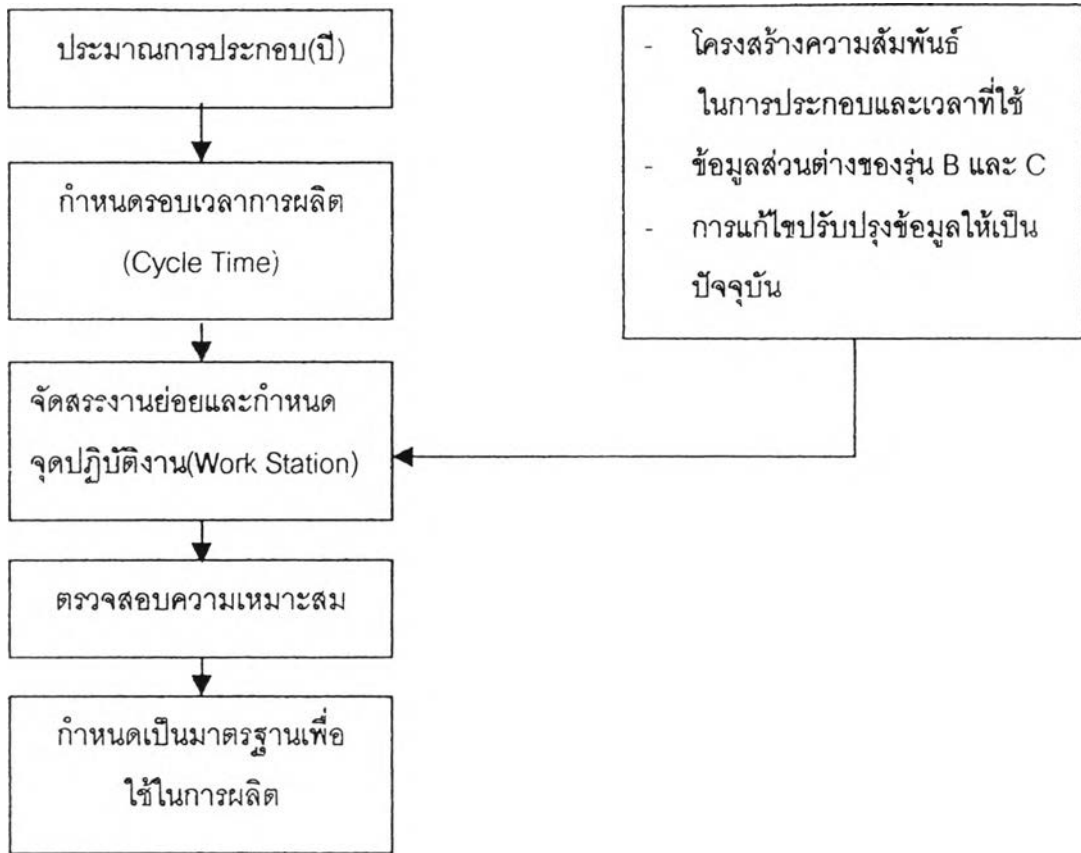 ประมาณการประกอบ(ปี)
กำหนดรอบเวลาการผลิต
(Cycle Time)
จัดสระงานย่อยและกำหนด
จุดปฏิบัติงาน(Work Station)
ตรวจสอบความเหมาะสม
กำหนดเป็นมาตรฐานเพื่อ
ใช้ในการผลิต
- โครงสร้างความสัมพันธ์
ในการประกอบและเวลาที่ใช้
- ข้อมูลส่วนต่างของรุ่น B และ C
- การแก้ไขปรับปรุงข้อมูลให้เป็น
ปัจจุบัน